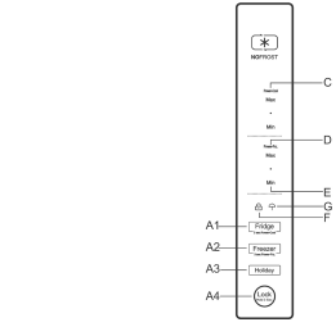 NOFROST
C
Max
Min
D
Max
Min
E
G
F
A1
Fridge
A2
Freezer
A3
Holiday
A4
Lock